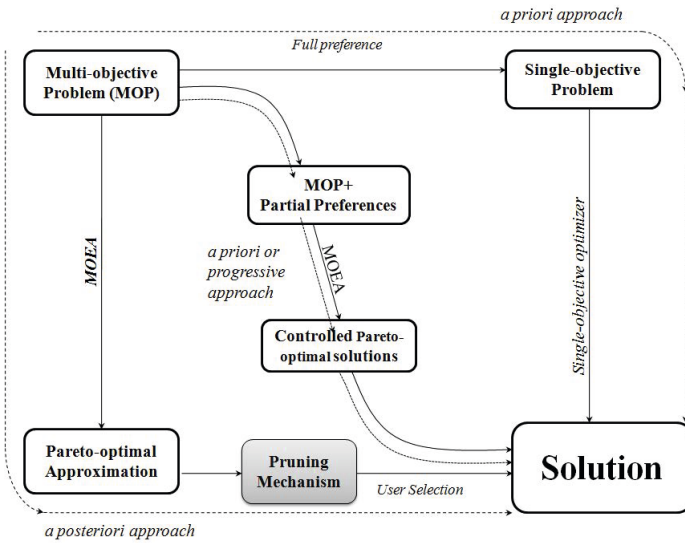 a priori approach
Full preference
Multi-objective
Problem (MOP)
Single-objective
Problem
MOP+
Partial Preferences
MOEA
a priori or
progressive
approach
MOEA
Single-objective optimizer
Controlled Pareto-
optimal solutions
Pareto-optimal
Approximation
Pruning
Mechanism
User Selection
Solution
a posteriori approach